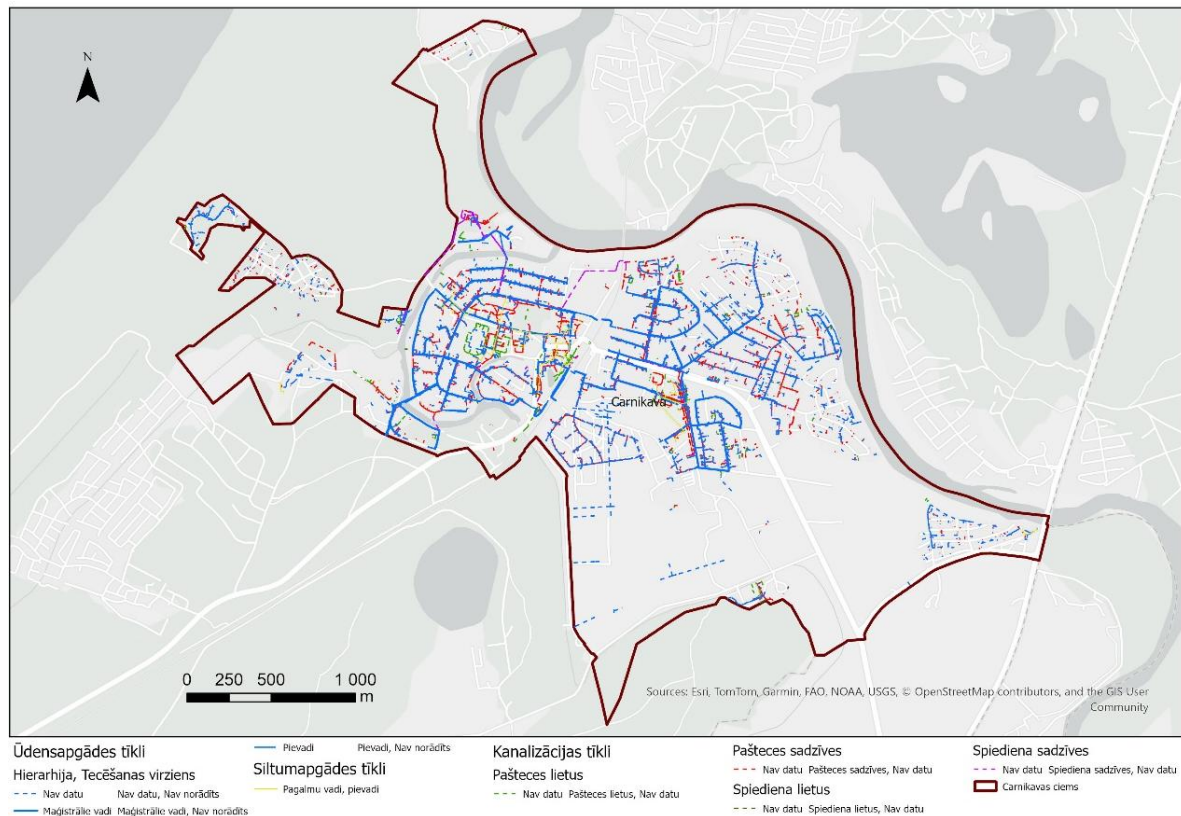 N
Carnikava
0 250 500 1 000
m
Sources: Esri, TomTom, Garmin, FAO, NOAA, USGS, © OpenStreetMap contributors, and the GIS User
Community
Ūdensapgādes tīkli
Hierarhija, Tecēšanas virziens
Nav datu Nav datu, Nav norādīts
Maģistrālie vadi Maģistrālie vadi, Nav norādīts
Pievadi Pievadi, Nav norādīts
Siltumapgādes tīkli
Pagalmu vadi, pievadi
Kanalizācijas tīkli
Pašteces lietus
Nav datu Pašteces lietus, Nav datu
Pašteces sadzīves
Nav datu Pašteces sadzīves, Nav datu
Spiediena lietus
Nav datu Spiediena lietus, Nav datu
Spiediena sadzīves
Nav datu Spiediena sadzīves, Nav datu
Carnikavas ciems